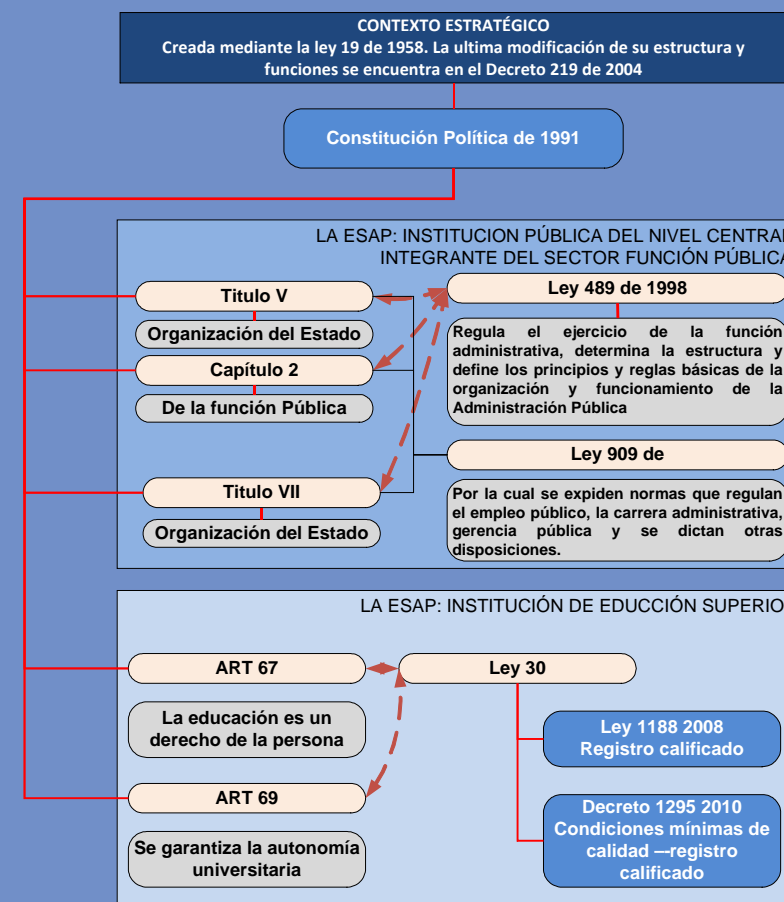 CONTEXTO ESTRATÉGICO
Creada mediante la ley 19 de 1958. La ultima modificación de su estructura y
funciones se encuentra en el Decreto 219 de 2004
Constitución Política de 1991
LA ESAP: INSTITUCION PÚBLICA DEL NIVEL CENTRAL
INTEGRANTE DEL SECTOR FUNCIÓN PÚBLICA
Titulo V
Organización del Estado
Capítulo 2
De la función Pública
Titulo VII
Organización del Estado
Ley 489 de 1998
Regula el ejercicio de la función
administrativa, determina la estructura y
define los principios y reglas básicas de la
organización y funcionamiento de la
Administración Pública
Ley 909 de
Por la cual se expiden normas que regulan
el empleo público, la carrera administrativa,
gerencia pública y se dictan otras
disposiciones.
LA ESAP: INSTITUCIÓN DE EDUCCIÓN SUPERIO
ART 67
La educación es un
derecho de la persona
ART 69
Se garantiza la autonomía
universitaria
Ley 30
Ley 1188 2008
Registro calificado
Decreto 1295 2010
Condiciones mínimas de
calidad –-registro
calificado